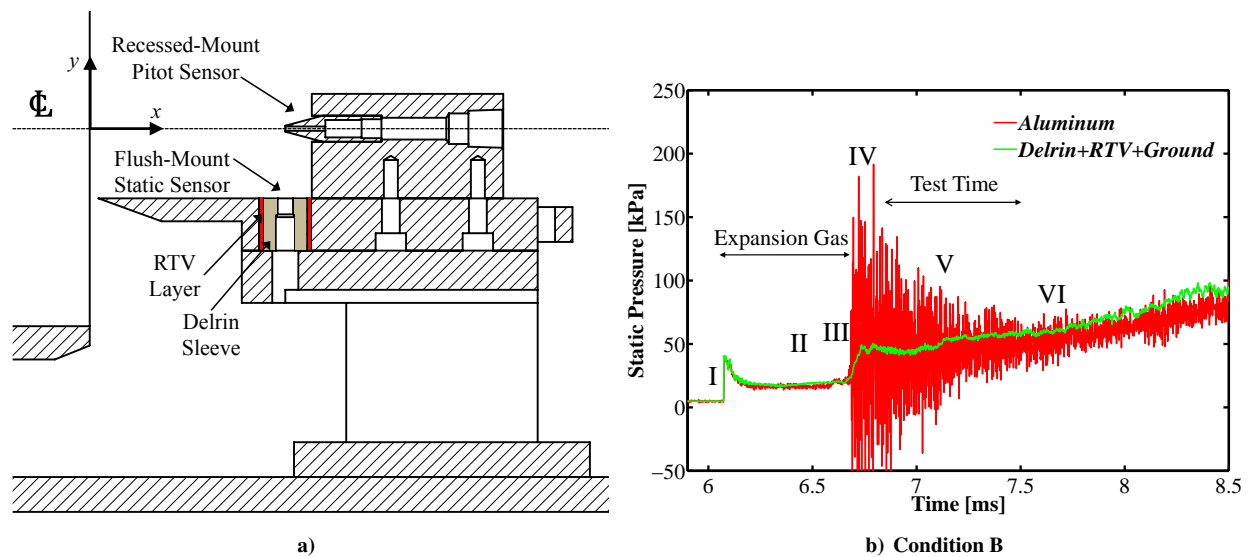 Recessed-Mount
Pitot Sensor
y
℄
x
Flush-Mount
Static Sensor
RTV
Layer
Delrin
Sleeve
a)
250
200
150
100
50
0
−50
Static Pressure [kPa]
Aluminum
Delrin+RTV+Ground
IV
Test Time
Expansion Gas
V
VI
III
II
I
6
6.5
7
7.5
8
8.5
Time [ms]
b) Condition B